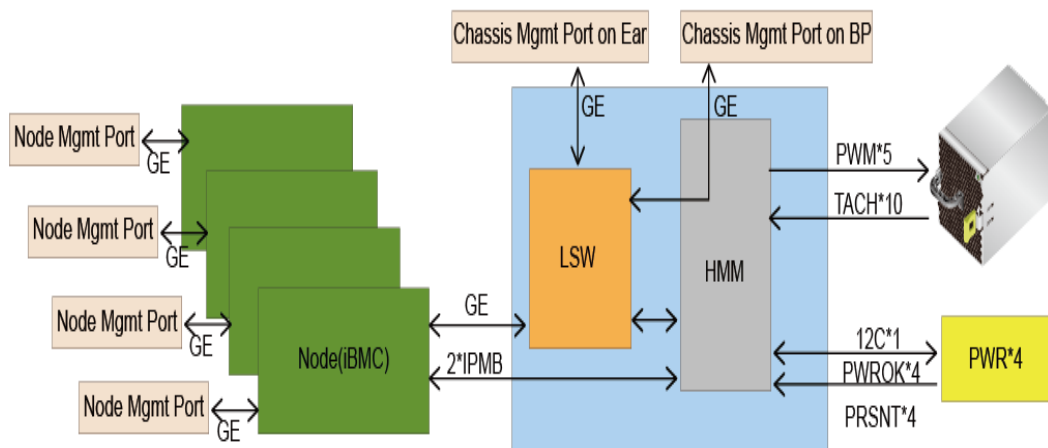 Chassis Mgmt Port on Ear
Chassis Mgmt Port on BP
GE
GE
Node Mgmt Port
GE
PWM*5
Node Mgmt Port
GE
TACH*10
LSW
HMM
Node Mgmt Port
GE
GE
12C*1
Node(iBMC)
2*IPMB
PWROK*4
PWR*4
Node Mgmt Port
GE
PRSNT*4